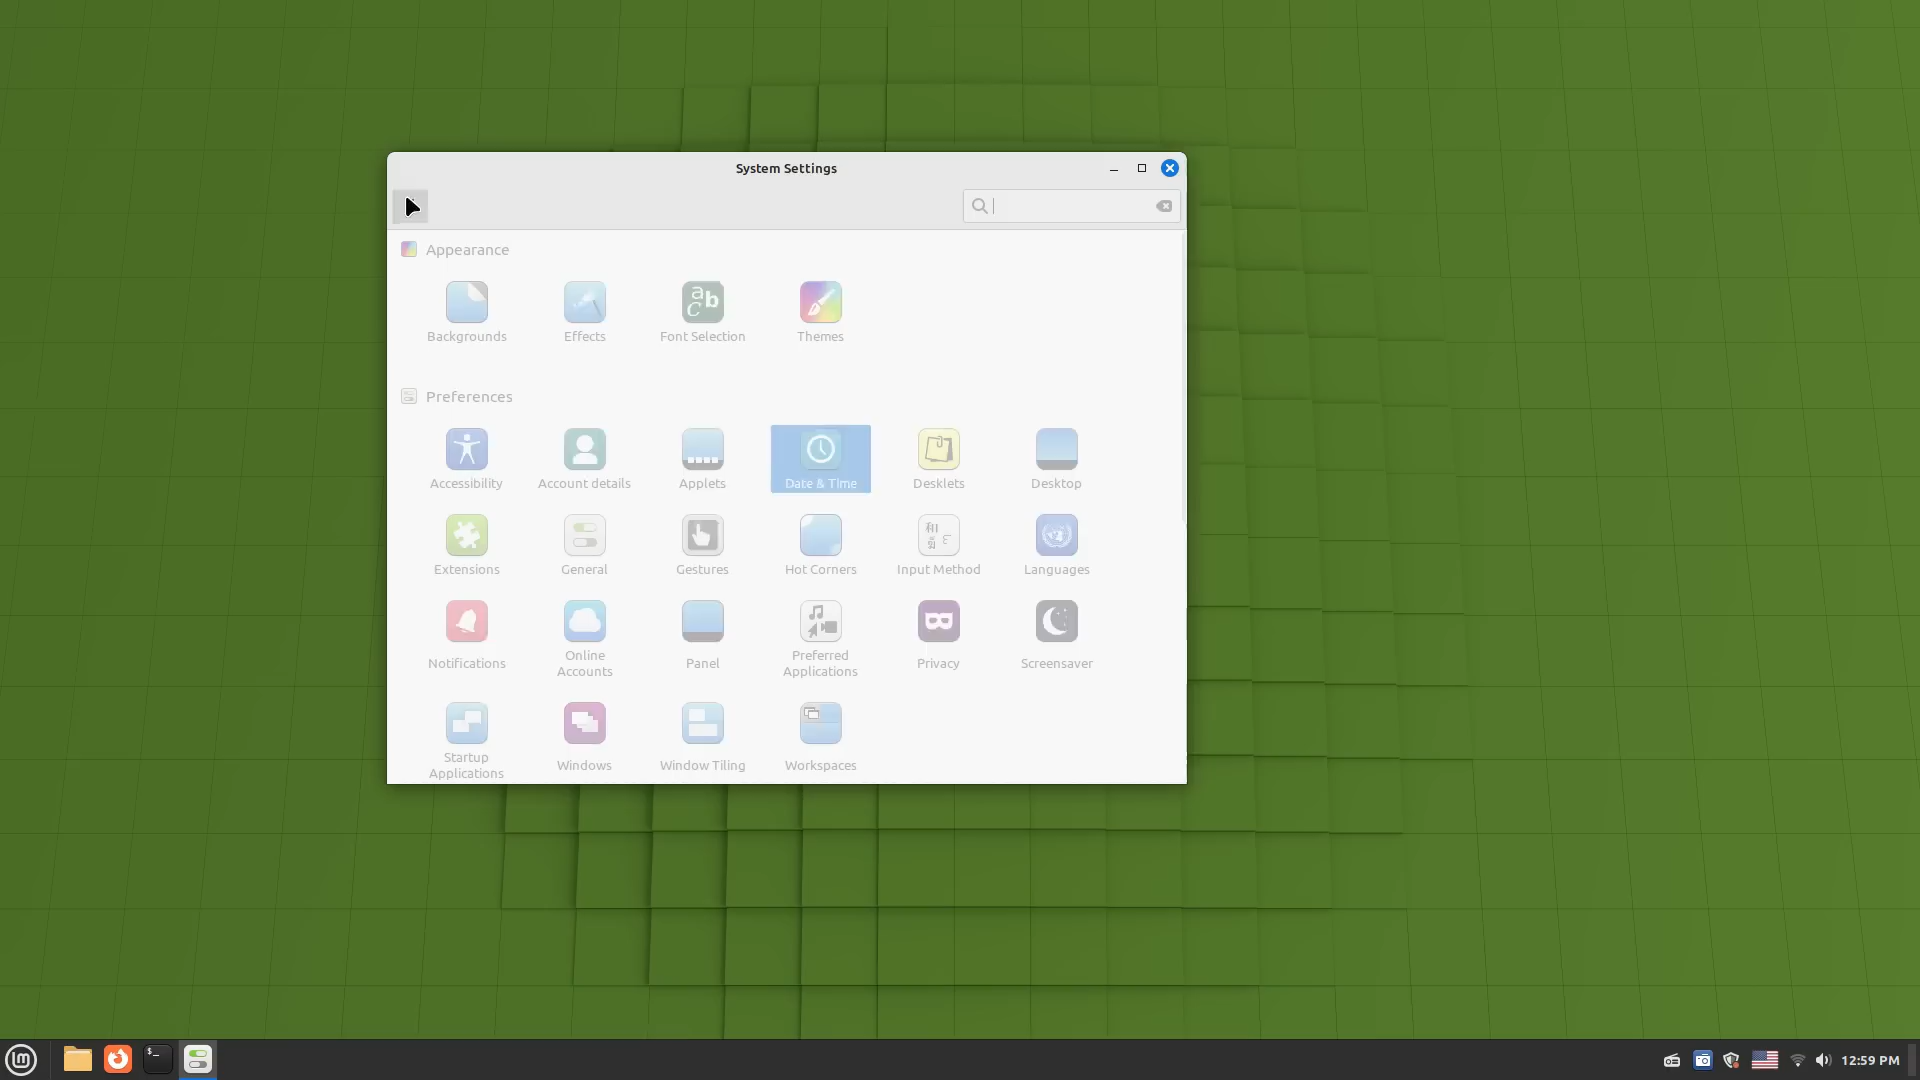 System Settings
Appearance
Backgrounds
Effects
Font Selection
Themes
Preferences
Accessibility
Account details
Applets
Date & Time
Desklets
Desktop
Extensions
General
Gestures
Hot Corners
Input Method
Languages
Notifications
Online
Accounts
Panel
Preferred
Applications
Privacy
Screensaver
Startup
Applications
Windows
Window Tiling
Workspaces
12:59 PM